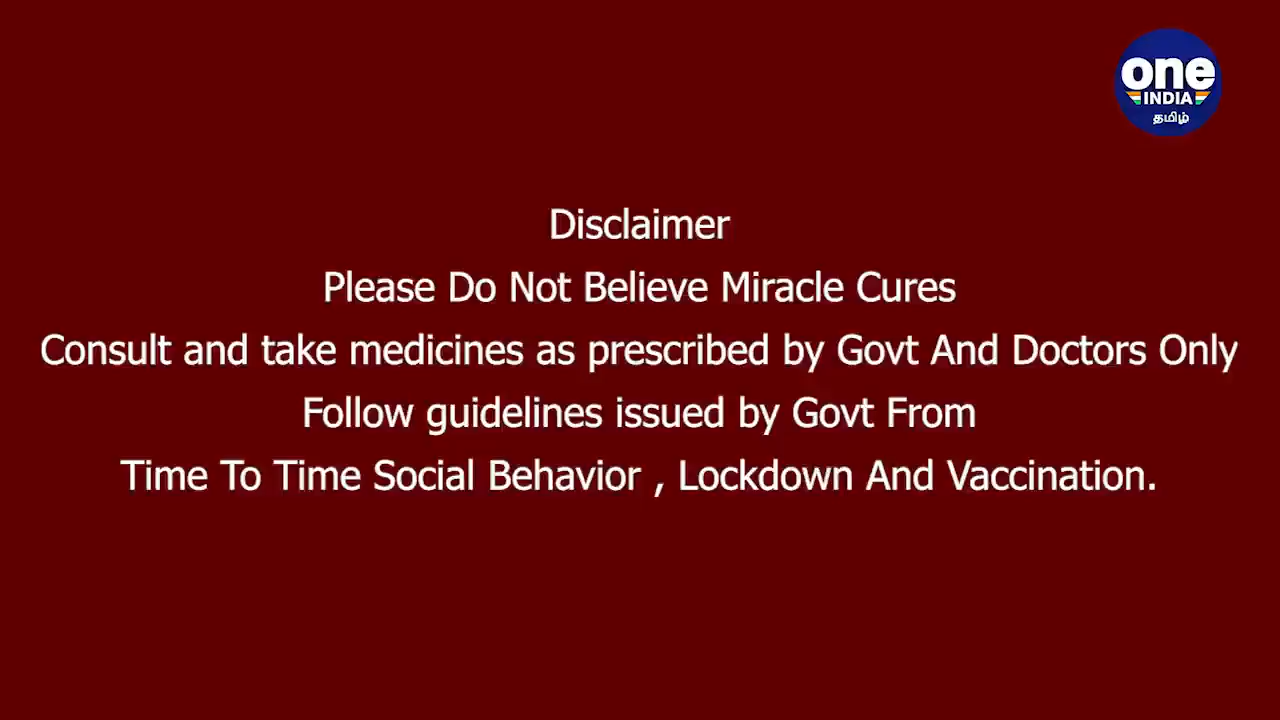 one
INDIA
தமிழ்
Disclaimer
Please Do Not Believe Miracle Cures
Consult and take medicines as prescribed by Govt And Doctors Only
Follow guidelines issued by Govt From
Time To Time Social Behavior , Lockdown And Vaccination.